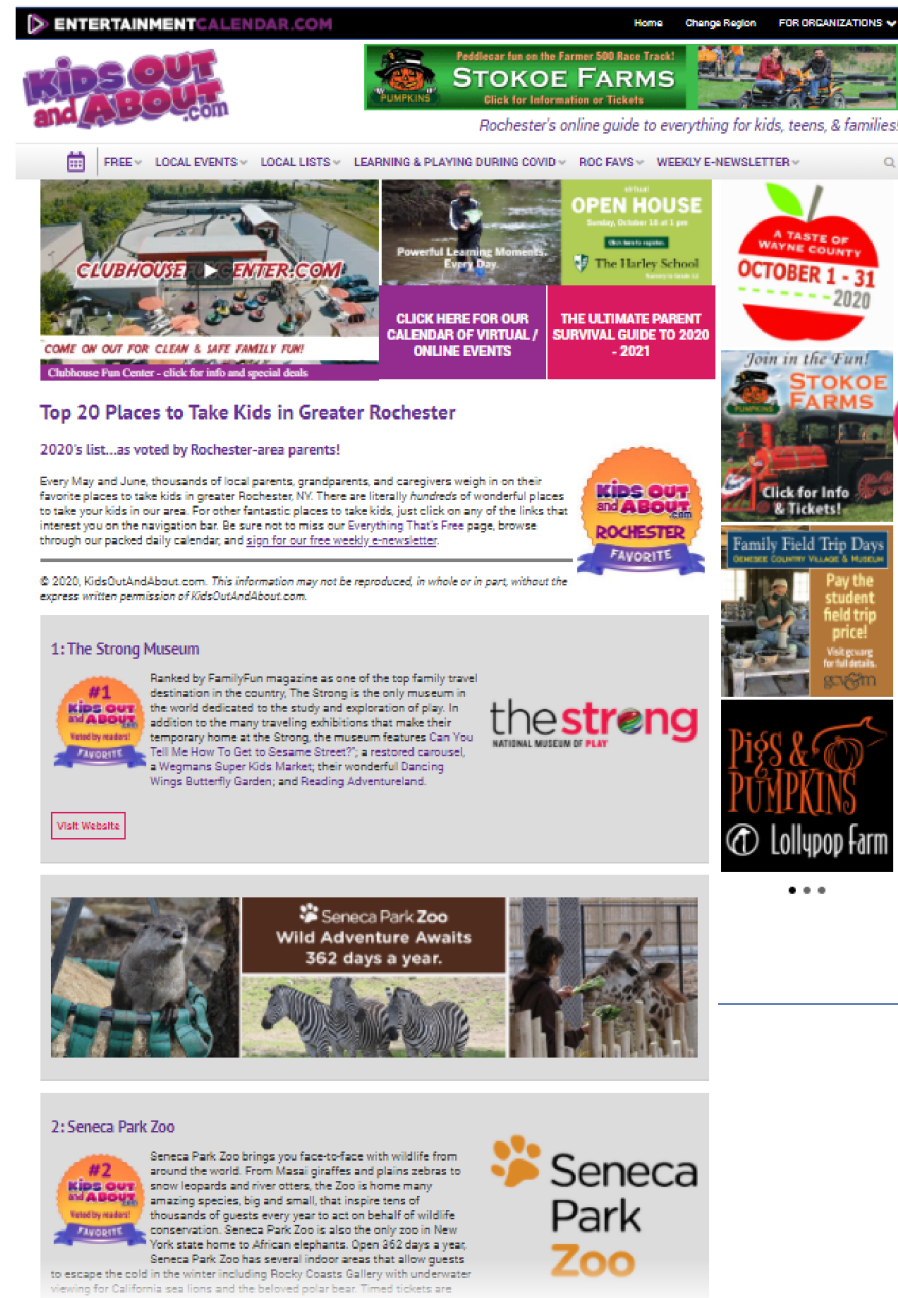 ENTERTAINMENTCALENDAR.COM
Home Change Region FOR ORGANIZATIONS
KiDS OUT
and ABOUT
.com
Peddlecar fun on the Farmer 500 Race Track!
STOKOE FARMS
Click for Information or Tickets
PUMPKINS
Rochester's online guide to everything for kids, teens, & families!
FREE LOCAL EVENTS LOCAL LISTS LEARNING & PLAYING DURING COVID ROC FAVS WEEKLY E-NEWSLETTER
CLUBHOUSEFUNCENTER.COM
COME ON OUT FOR CLEAN & SAFE FAMILY FUN!
Clubhouse Fun Center - click for info and special deals
Powerful Learning Moments.
Every Day.
virtual
OPEN HOUSE
Sunday, October 18 at 1 pm
Click here to register.
The Harley School
CLICK HERE FOR OUR
CALENDAR OF VIRTUAL /
ONLINE EVENTS
THE ULTIMATE PARENT
SURVIVAL GUIDE TO 2020
- 2021
A TASTE OF
WAYNE COUNTY
OCTOBER 1 - 31
2020
Join in the Fun!
STOKOE
FARMS
PUMPKINS
Click for Info
& Tickets!
Family Field Trip Days
GENESEE COUNTRY VILLAGE & MUSEUM
Pay the
student
field trip
price!
Visit gcv.org
for full details.
gcv&m
PiGS &
PUMPKiNS
Lollypop Farm
Top 20 Places to Take Kids in Greater Rochester
2020's list...as voted by Rochester-area parents!
Every May and June, thousands of local parents, grandparents, and caregivers weigh in on their
favorite places to take kids in greater Rochester, NY. There are literally hundreds of wonderful places
to take your kids in our area. For other fantastic places to take kids, just click on any of the links that
interest you on the navigation bar. Be sure not to miss our Everything That's Free page, browse
through our packed daily calendar, and sign for our free weekly e-newsletter.
KiDS OUT
and ABOUT
.com
ROCHESTER
FAVORITE
© 2020, KidsOutAndAbout.com. This information may not be reproduced, in whole or in part, without the
express written permission of KidsOutAndAbout.com.
1: The Strong Museum
#1
KiDS OUT
and ABOUT
.com
Voted by readers!
FAVORITE
Ranked by FamilyFun magazine as one of the top family travel
destination in the country, The Strong is the only museum in
the world dedicated to the study and exploration of play. In
addition to the many traveling exhibitions that make their
temporary home at the Strong, the museum features Can You
Tell Me How To Get to Sesame Street?"; a restored carousel,
a Wegmans Super Kids Market; their wonderful Dancing
Wings Butterfly Garden; and Reading Adventureland.
thestrong
NATIONAL MUSEUM OF PLAY
Visit Website
Seneca Park Zoo
Wild Adventure Awaits
362 days a year.
2: Seneca Park Zoo
#2
KiDS OUT
and ABOUT
.com
Voted by readers!
FAVORITE
Seneca Park Zoo brings you face-to-face with wildlife from
around the world. From Masai giraffes and plains zebras to
snow leopards and river otters, the Zoo is home many
amazing species, big and small, that inspire tens of
thousands of guests every year to act on behalf of wildlife
conservation. Seneca Park Zoo is also the only zoo in New
York state home to African elephants. Open 362 days a year,
Seneca Park Zoo has several indoor areas that allow guests
to escape the cold in the winter including Rocky Coasts Gallery with underwater
viewing for California sea lions and the beloved polar bear. Timed tickets are
Seneca
Park
Zoo